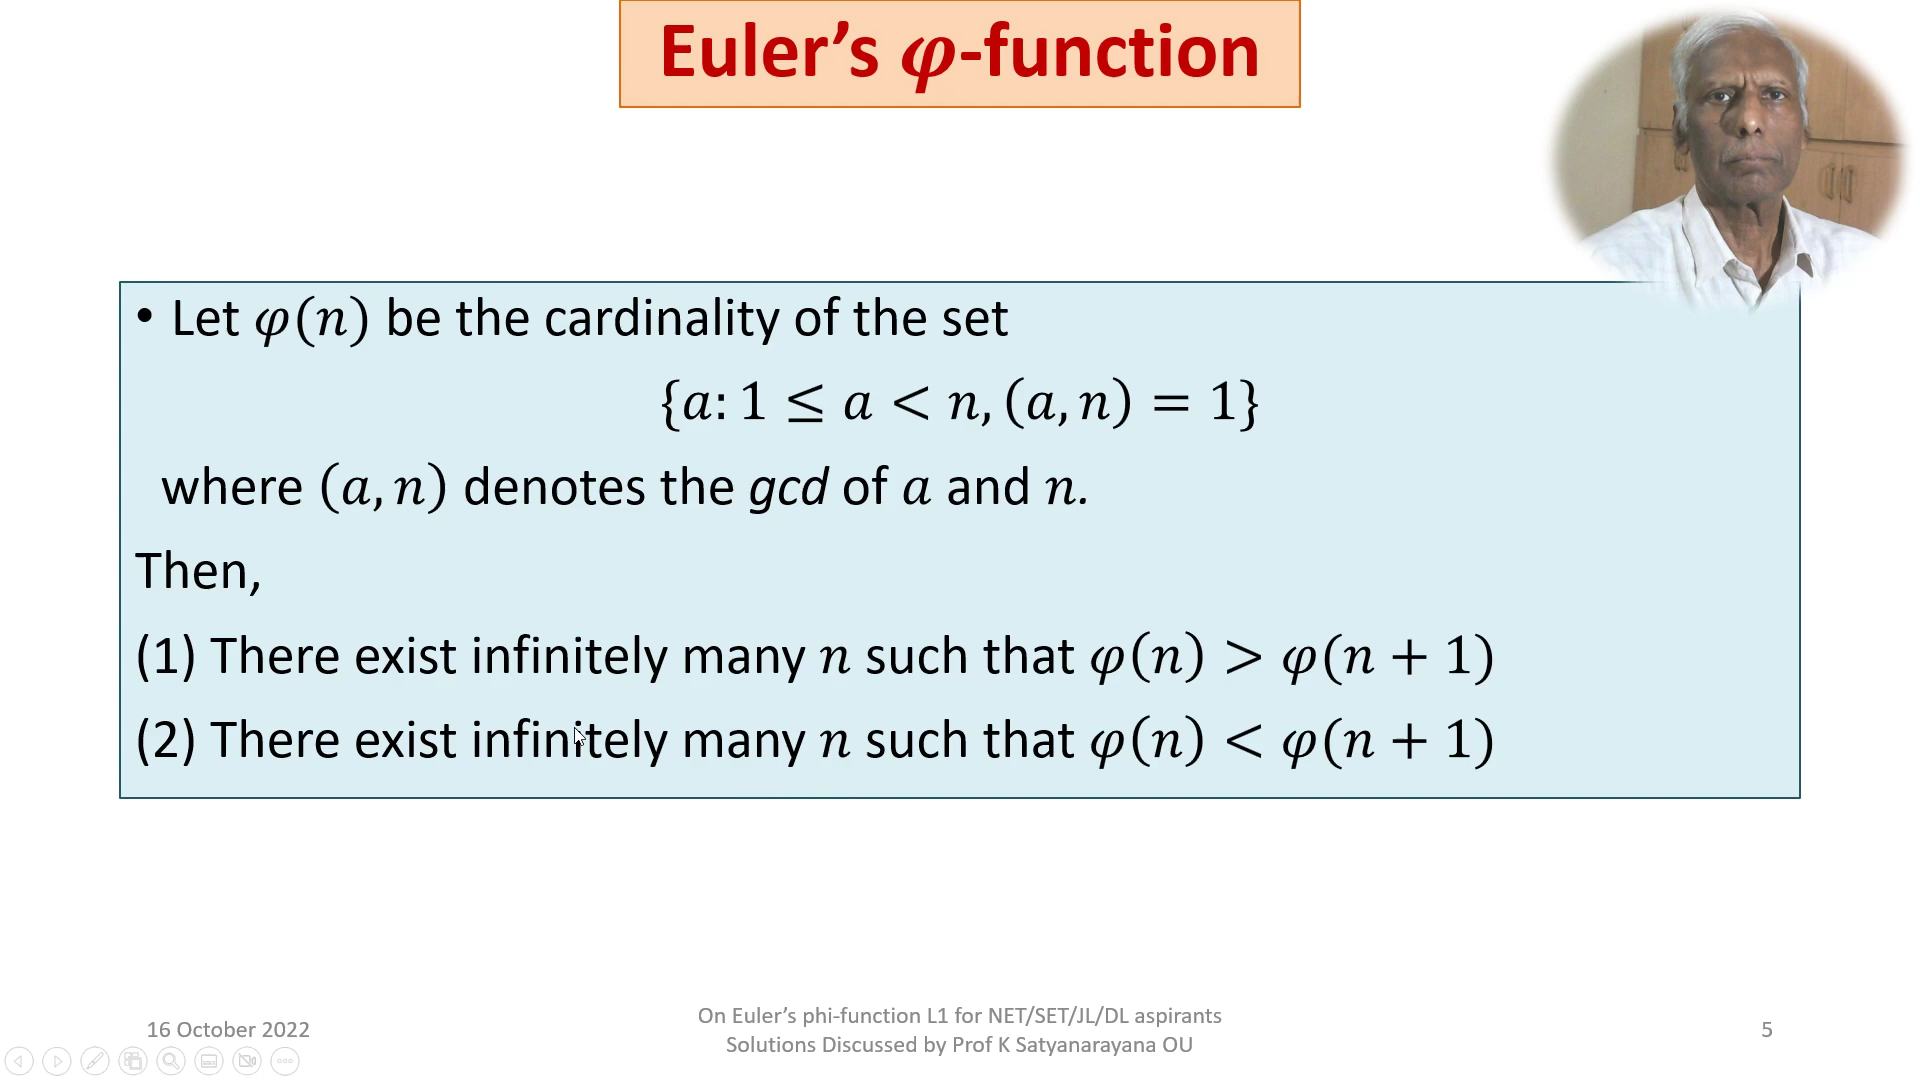 Euler’s 𝝋-function
• Let 𝜑(𝑛) be the cardinality of the set
{𝑎: 1 ≤ 𝑎 < 𝑛, (𝑎, 𝑛) = 1}
where (𝑎, 𝑛) denotes the gcd of 𝑎 and 𝑛.
Then,
(1) There exist infinitely many 𝑛 such that 𝜑(𝑛) > 𝜑(𝑛 + 1)
(2) There exist infinitely many 𝑛 such that 𝜑(𝑛) < 𝜑(𝑛 + 1)
16 October 2022
On Euler’s phi-function L1 for NET/SET/JL/DL aspirants
Solutions Discussed by Prof K Satyanarayana OU
5